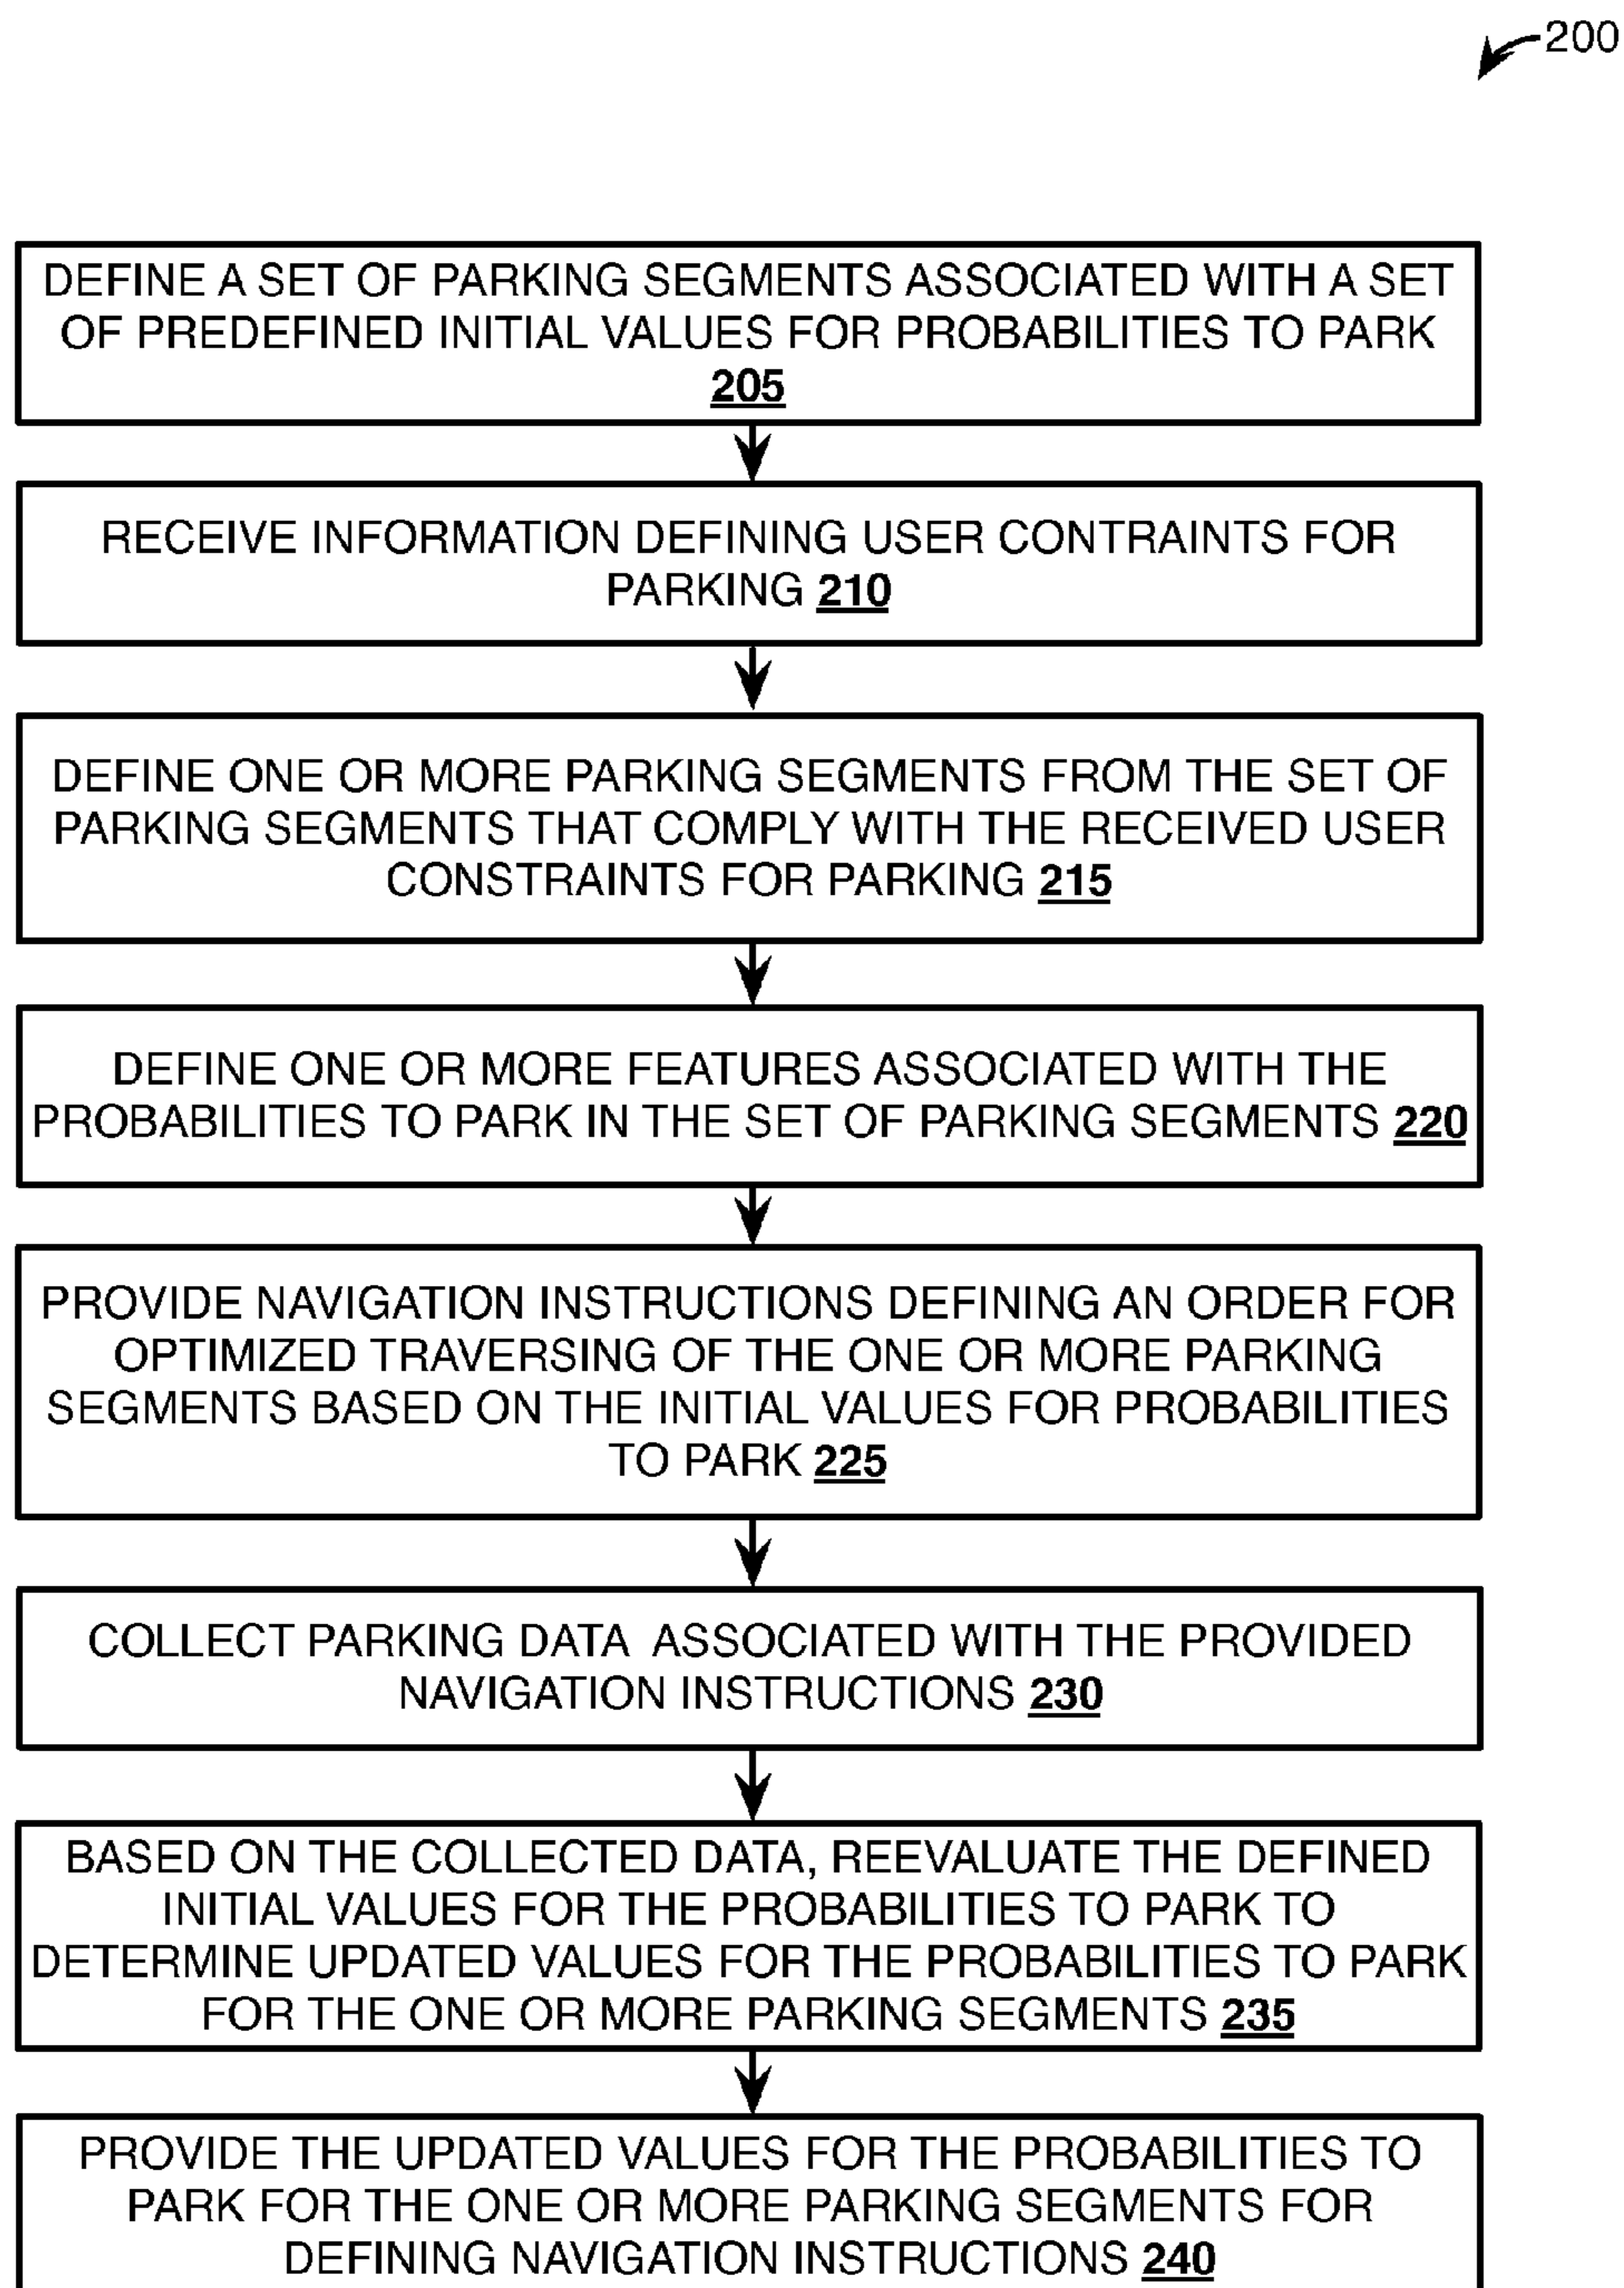 200
DEFINE A SET OF PARKING SEGMENTS ASSOCIATED WITH A SET
OF PREDEFINED INITIAL VALUES FOR PROBABILITIES TO PARK
205
RECEIVE INFORMATION DEFINING USER CONTRAINTS FOR
PARKING 210
DEFINE ONE OR MORE PARKING SEGMENTS FROM THE SET OF
PARKING SEGMENTS THAT COMPLY WITH THE RECEIVED USER
CONSTRAINTS FOR PARKING 215
DEFINE ONE OR MORE FEATURES ASSOCIATED WITH THE
PROBABILITIES TO PARK IN THE SET OF PARKING SEGMENTS 220
PROVIDE NAVIGATION INSTRUCTIONS DEFINING AN ORDER FOR
OPTIMIZED TRAVERSING OF THE ONE OR MORE PARKING
SEGMENTS BASED ON THE INITIAL VALUES FOR PROBABILITIES
TO PARK 225
COLLECT PARKING DATA ASSOCIATED WITH THE PROVIDED
NAVIGATION INSTRUCTIONS 230
BASED ON THE COLLECTED DATA, REEVALUATE THE DEFINED
INITIAL VALUES FOR THE PROBABILITIES TO PARK TO
DETERMINE UPDATED VALUES FOR THE PROBABILITIES TO PARK
FOR THE ONE OR MORE PARKING SEGMENTS 235
PROVIDE THE UPDATED VALUES FOR THE PROBABILITIES TO
PARK FOR THE ONE OR MORE PARKING SEGMENTS FOR
DEFINING NAVIGATION INSTRUCTIONS 240